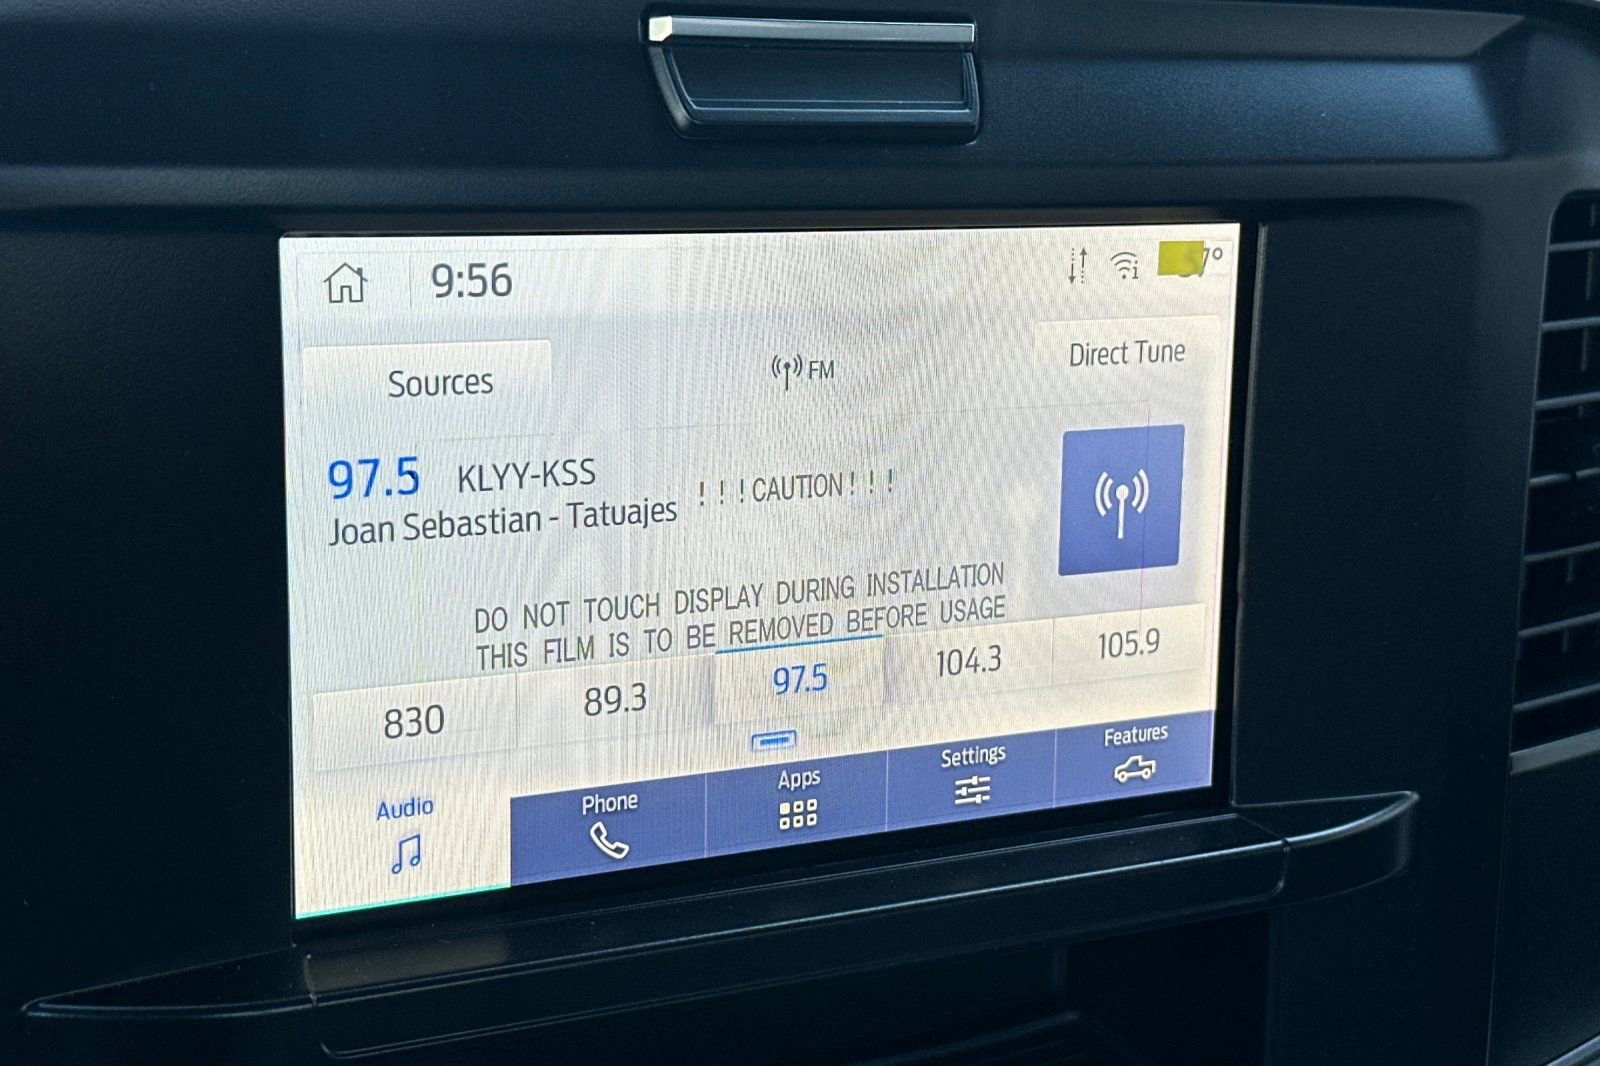 9:56
Sources
FM
Direct Tune
97.5 KLYY-KSS
Joan Sebastian - Tatuajes
! ! ! CAUTION ! ! !
DO NOT TOUCH DISPLAY DURING INSTALLATION
THIS FILM IS TO BE REMOVED BEFORE USAGE
830 89.3 97.5 104.3 105.9
Audio Phone Apps Settings Features